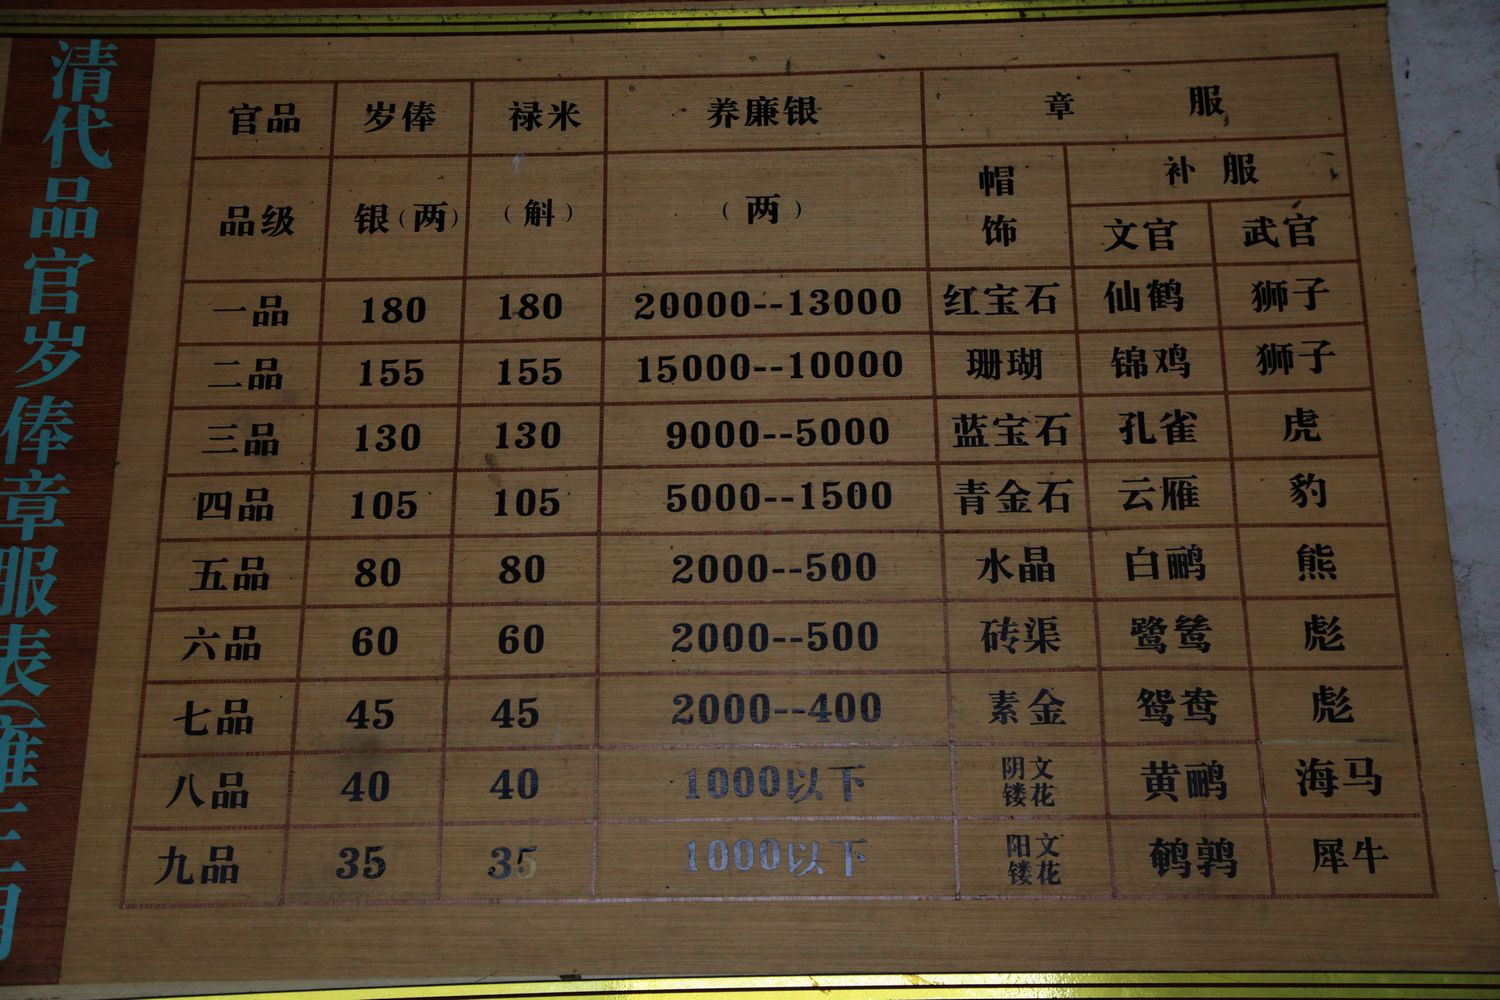 清代品官岁俸章服表(雍正朝
官品 岁俸 禄米 养廉银 章 服
品级 银（两） （斛） （两） 帽饰 补 服
文官 武官
一品 180 180 20000--13000 红宝石 仙鹤 狮子
二品 155 155 15000--10000 珊瑚 锦鸡 狮子
三品 130 130 9000--5000 蓝宝石 孔雀 虎
四品 105 105 5000--1500 青金石 云雁 豹
五品 80 80 2000--500 水晶 白鹇 熊
六品 60 60 2000--500 砖渠 鹭鸶 彪
七品 45 45 2000--400 素金 鸳鸯 彪
八品 40 40 1000以下 阴文镂花 黄鹂 海马
九品 35 35 1000以下 阳文镂花 鹌鹑 犀牛